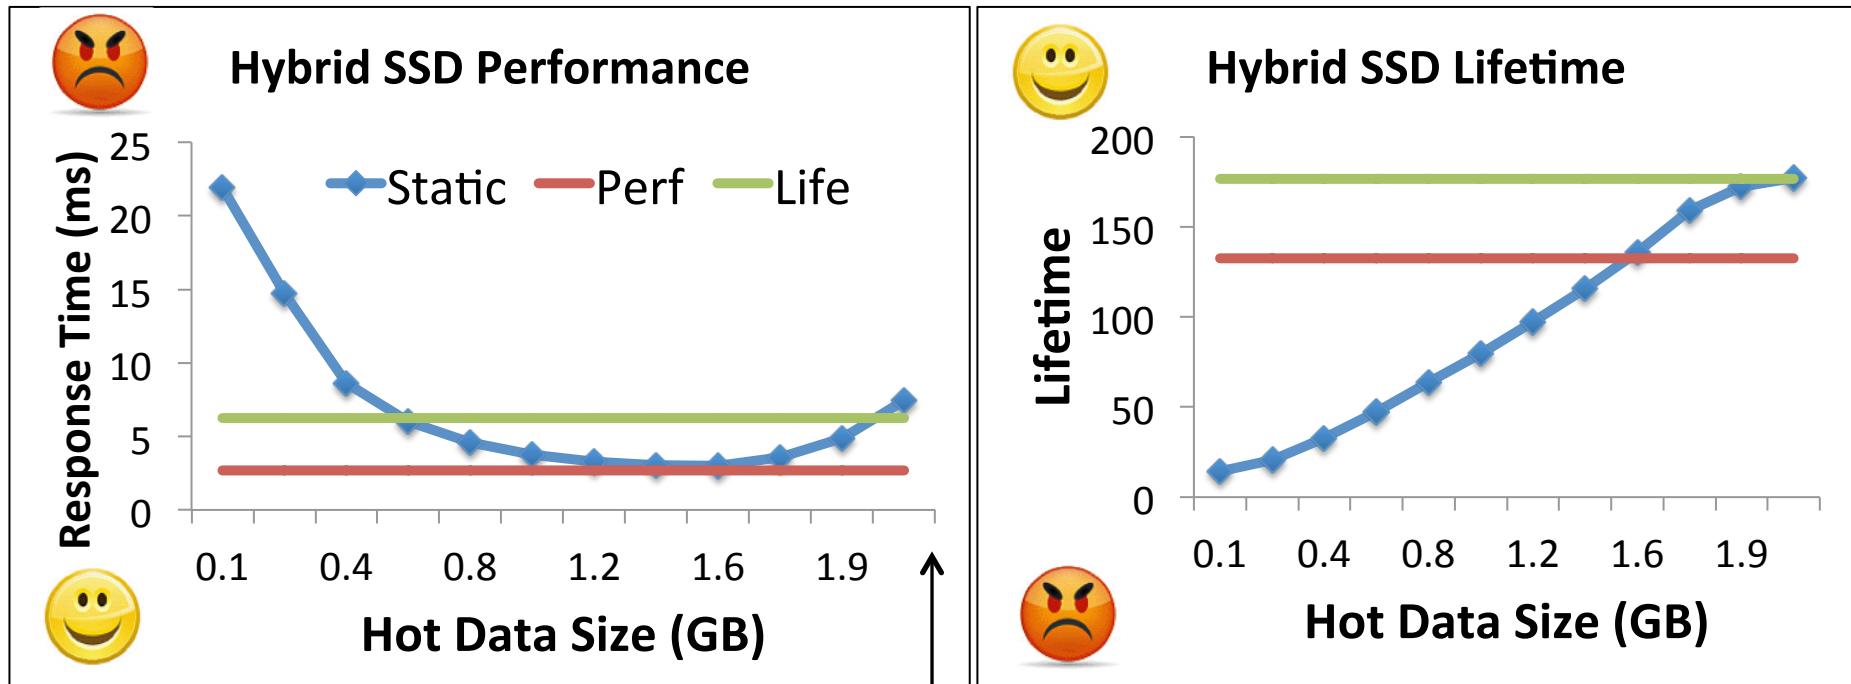 Hybrid SSD Performance
Response Time (ms)
25
20
15
10
5
0
Static Perf Life
0.1 0.4 0.8 1.2 1.6 1.9
Hot Data Size (GB)
Hybrid SSD Lifetime
Lifetime
200
150
100
50
0
0.1 0.4 0.8 1.2 1.6 1.9
Hot Data Size (GB)